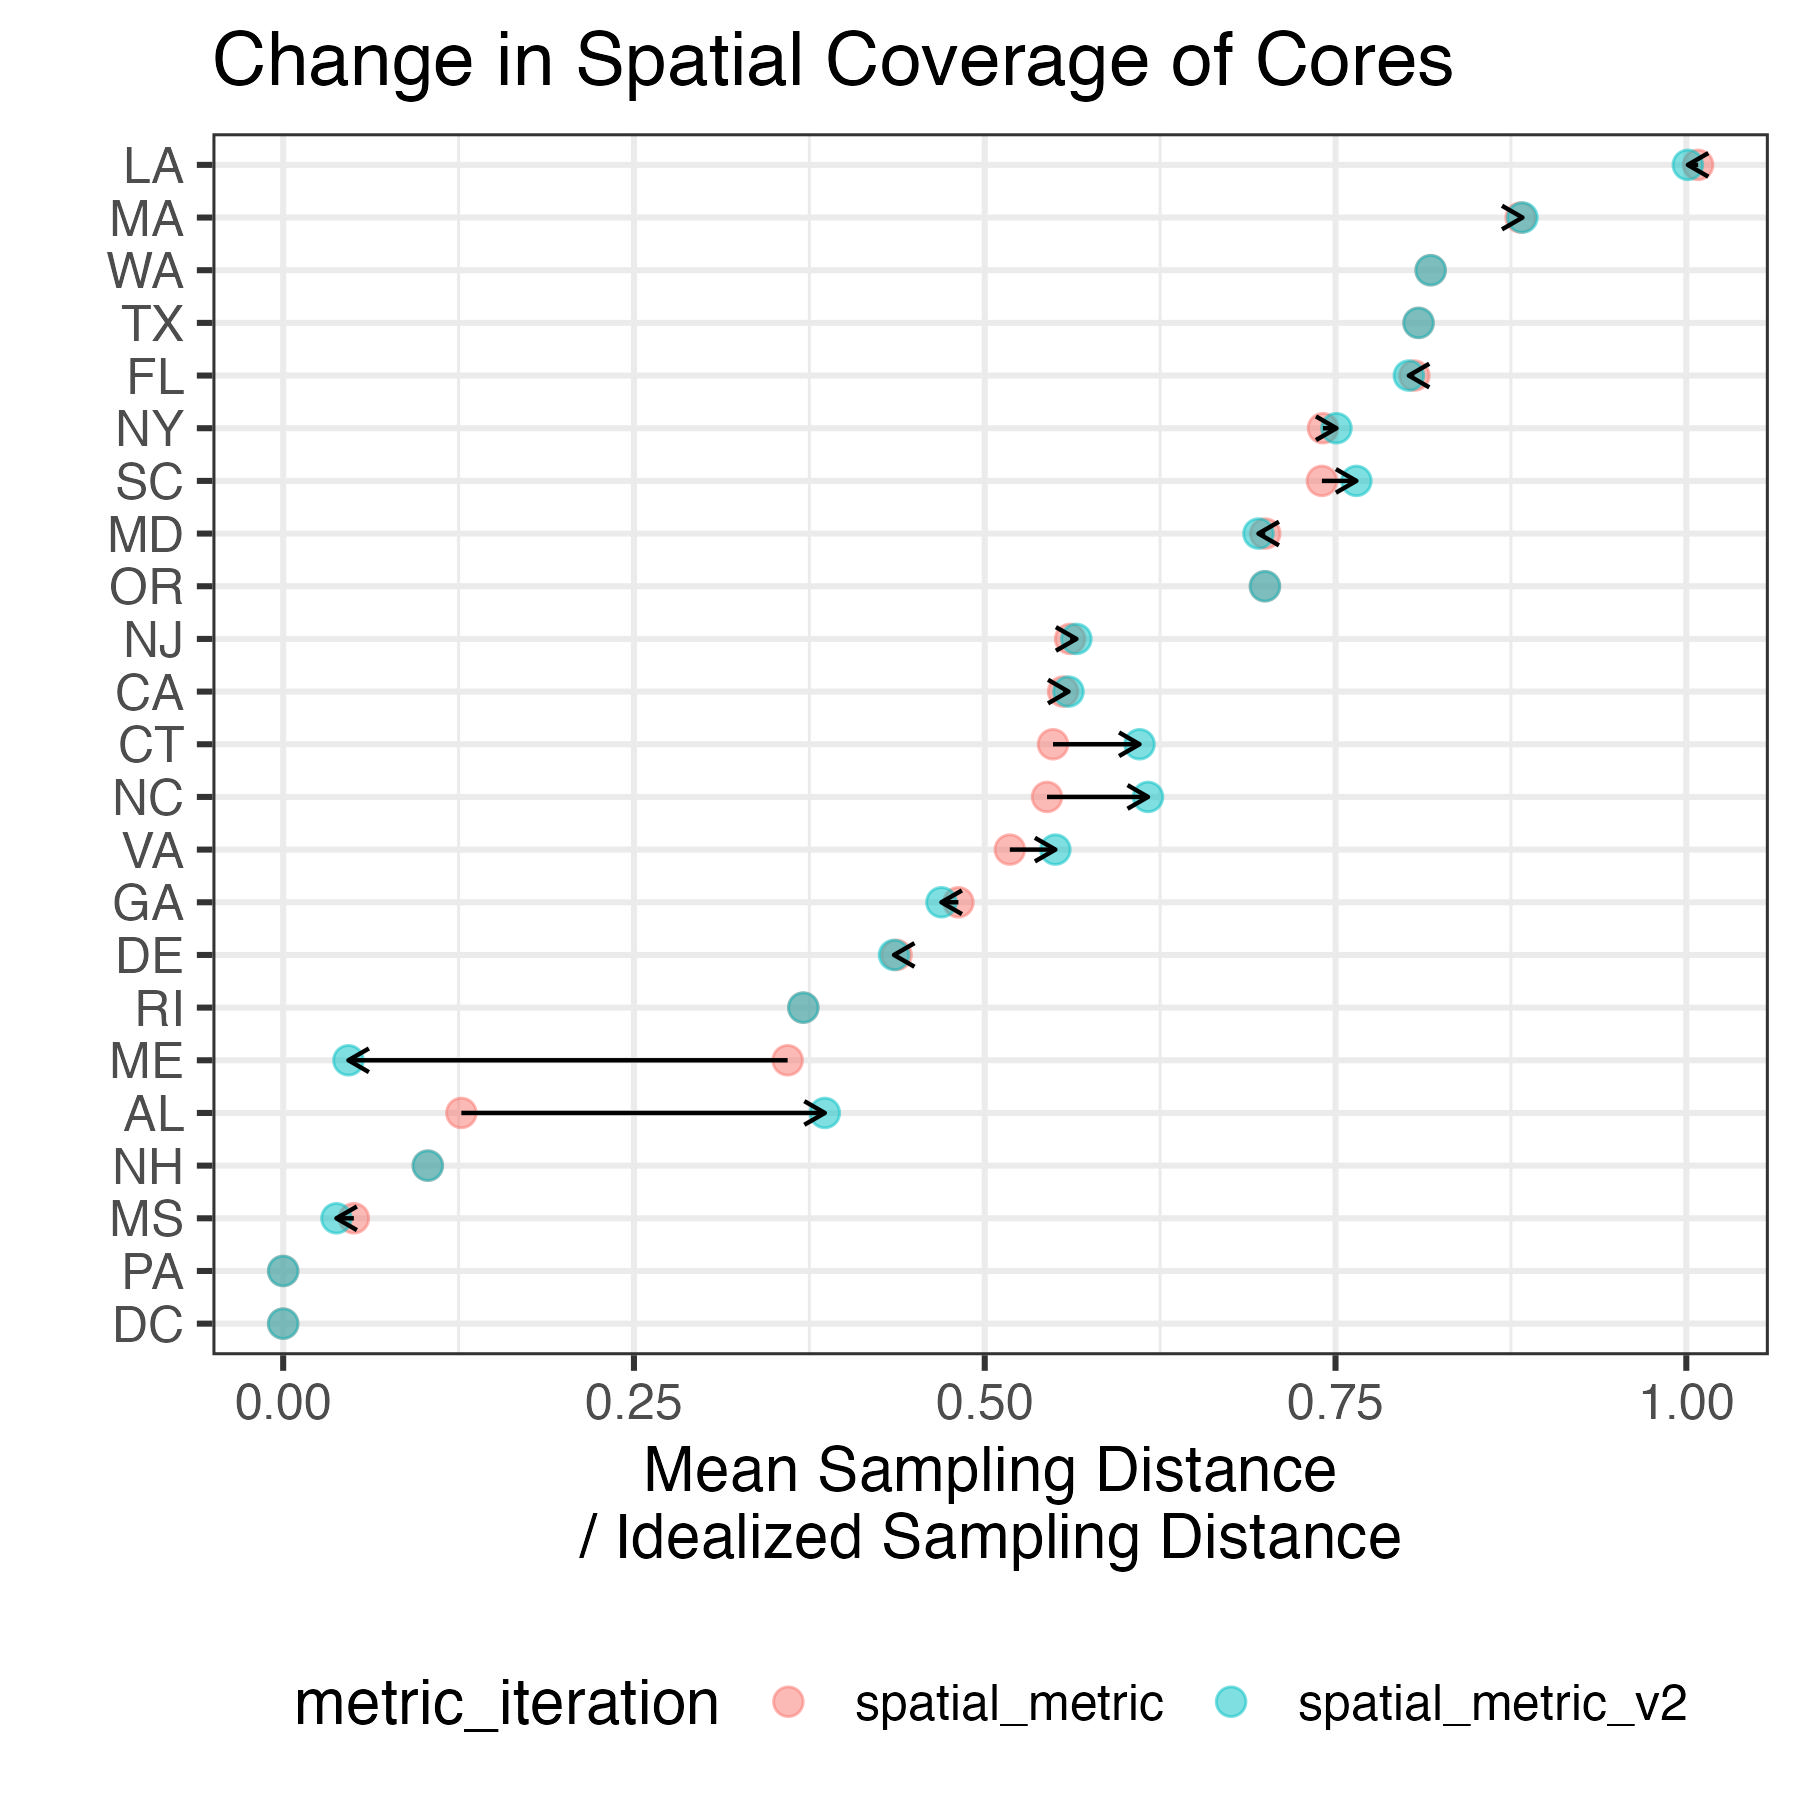 Change in Spatial Coverage of Cores
LA
MA
WA
TX
FL
NY
SC
MD
OR
NJ
CA
CT
NC
VA
GA
DE
RI
ME
AL
NH
MS
PA
DC
0.00 0.25 0.50 0.75 1.00
Mean Sampling Distance
/ Idealized Sampling Distance
metric_iteration spatial_metric spatial_metric_v2